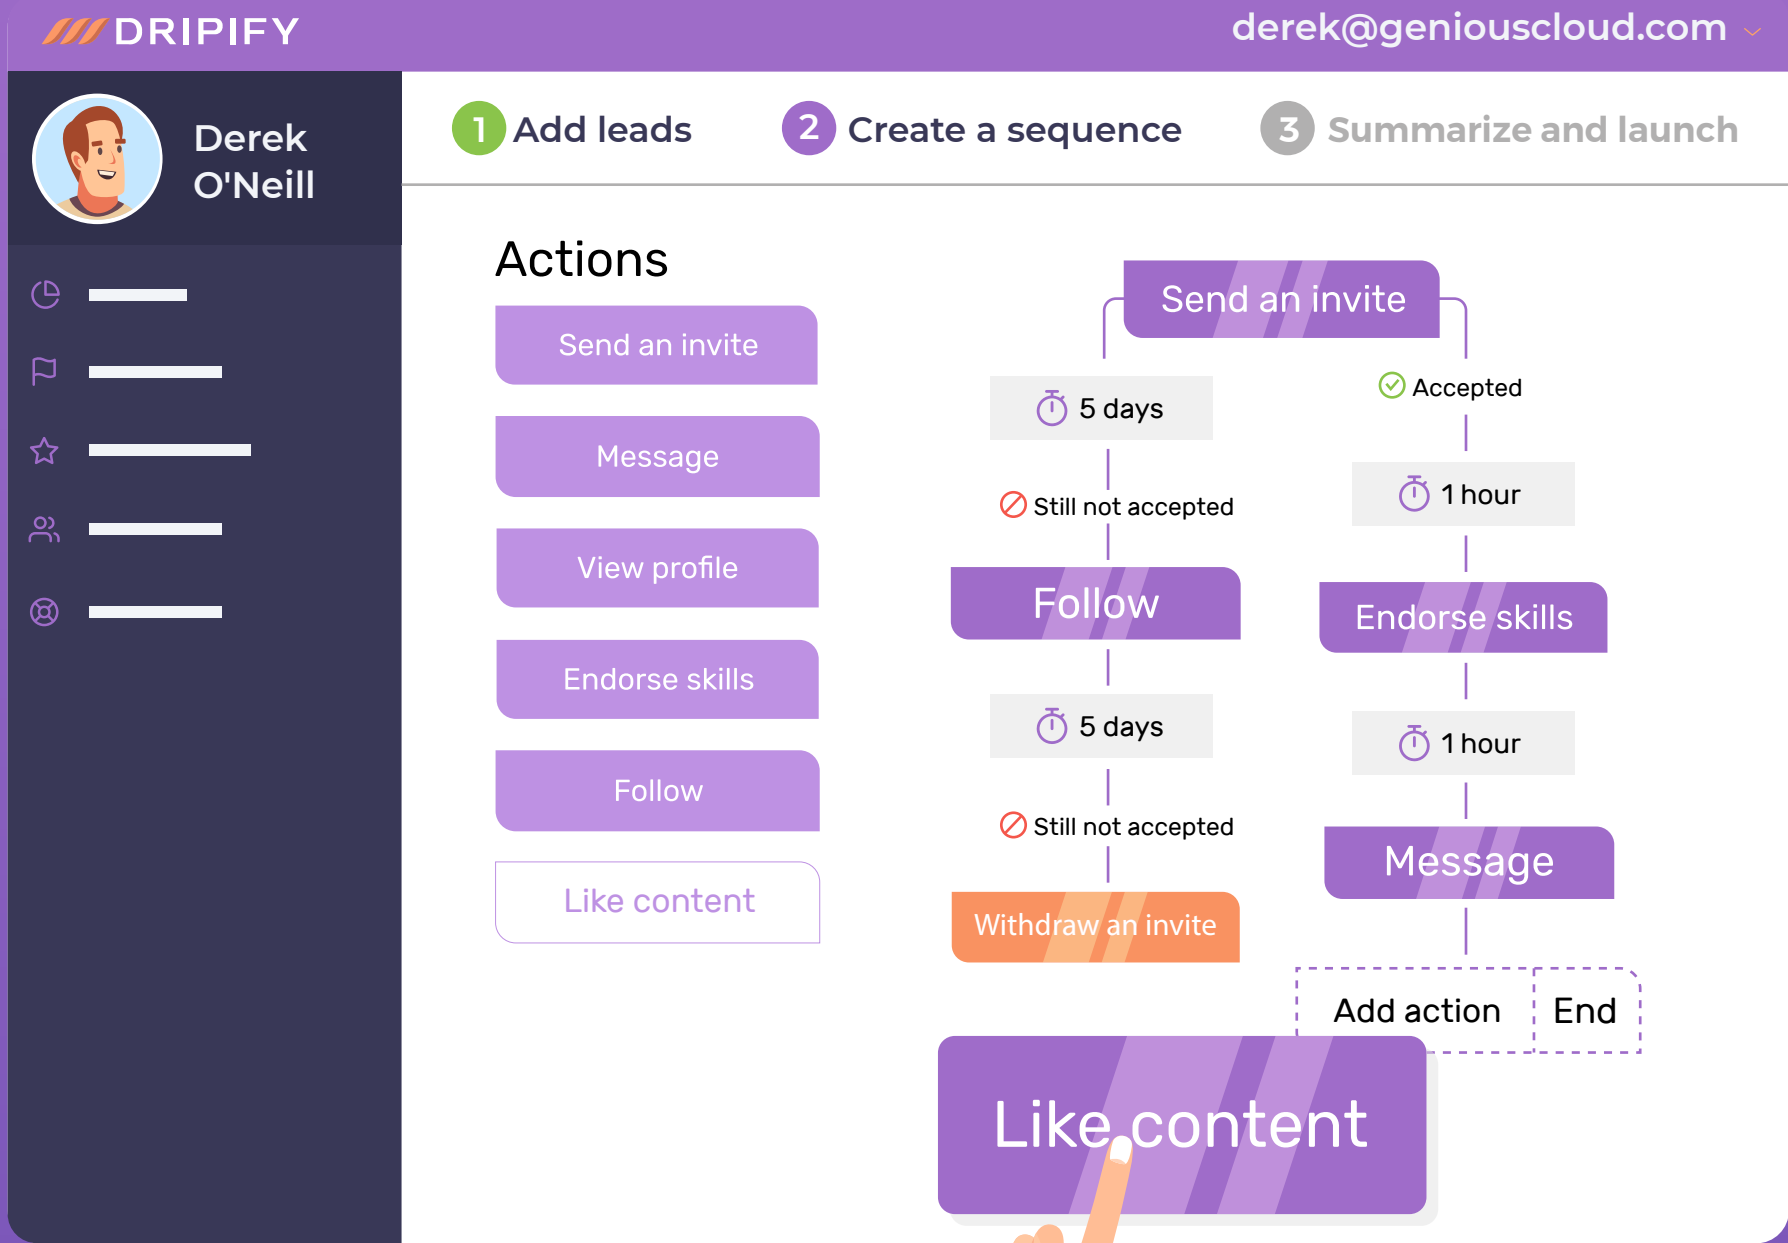 DRIPIFY
derek@geniouscloud.com
Derek
O'Neill
1 Add leads
2 Create a sequence
3 Summarize and launch
Actions
Send an invite
Message
View profile
Endorse skills
Follow
Like content
Send an invite
5 days
Still not accepted
Follow
5 days
Still not accepted
Withdraw an invite
Accepted
1 hour
Endorse skills
1 hour
Message
Add action
End
Like content